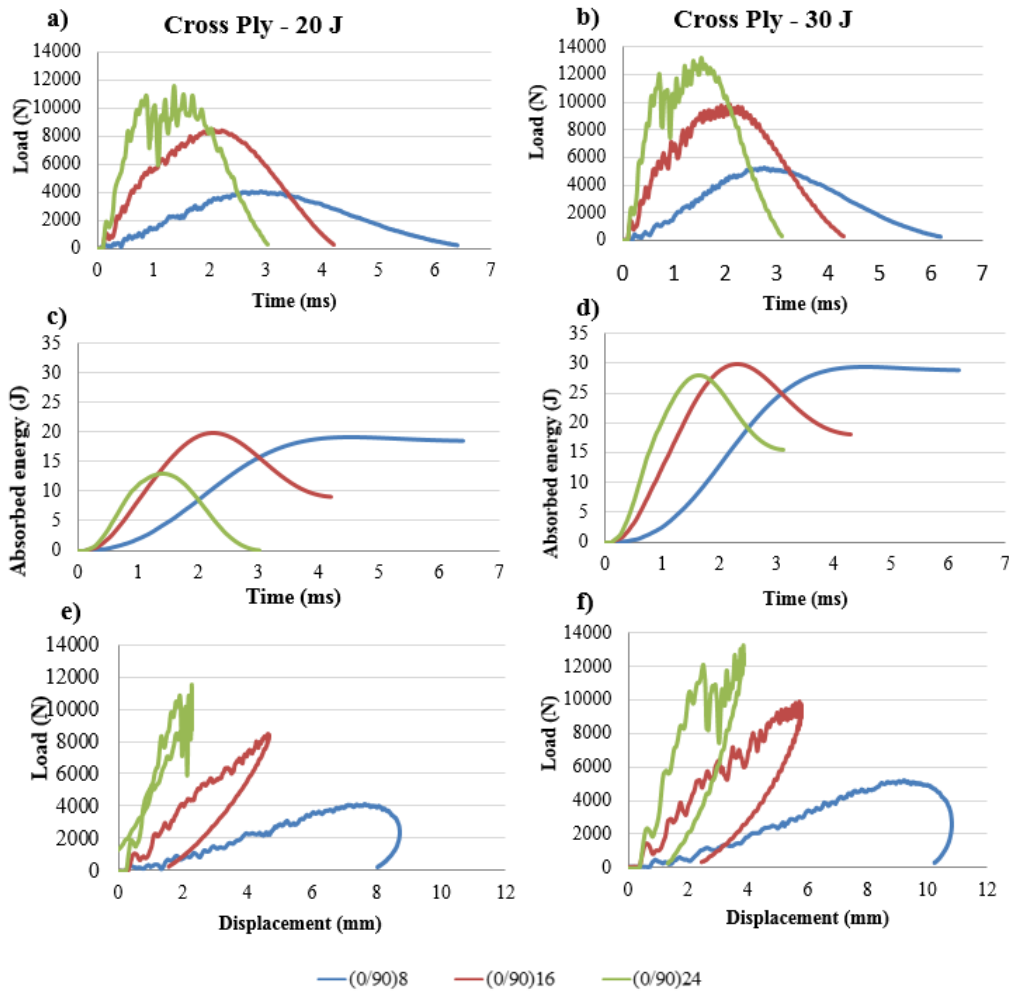 a) Cross Ply - 20 J
14000
12000
10000
8000
6000
4000
2000
0
Load (N)
0 1 2 3 4 5 6 7
Time (ms)
b) Cross Ply - 30 J
14000
12000
10000
8000
6000
4000
2000
0
Load (N)
0 1 2 3 4 5 6 7
Time (ms)
c)
35
30
25
20
15
10
5
0
Absorbed energy (J)
0 1 2 3 4 5 6 7
Time (ms)
d)
35
30
25
20
15
10
5
0
Absorbed energy (J)
0 1 2 3 4 5 6 7
Time (ms)
e)
14000
12000
10000
8000
6000
4000
2000
0
Load (N)
0 2 4 6 8 10 12
Displacement (mm)
f)
14000
12000
10000
8000
6000
4000
2000
0
Load (N)
0 2 4 6 8 10 12
Displacement (mm)
(0/90)8 (0/90)16 (0/90)24